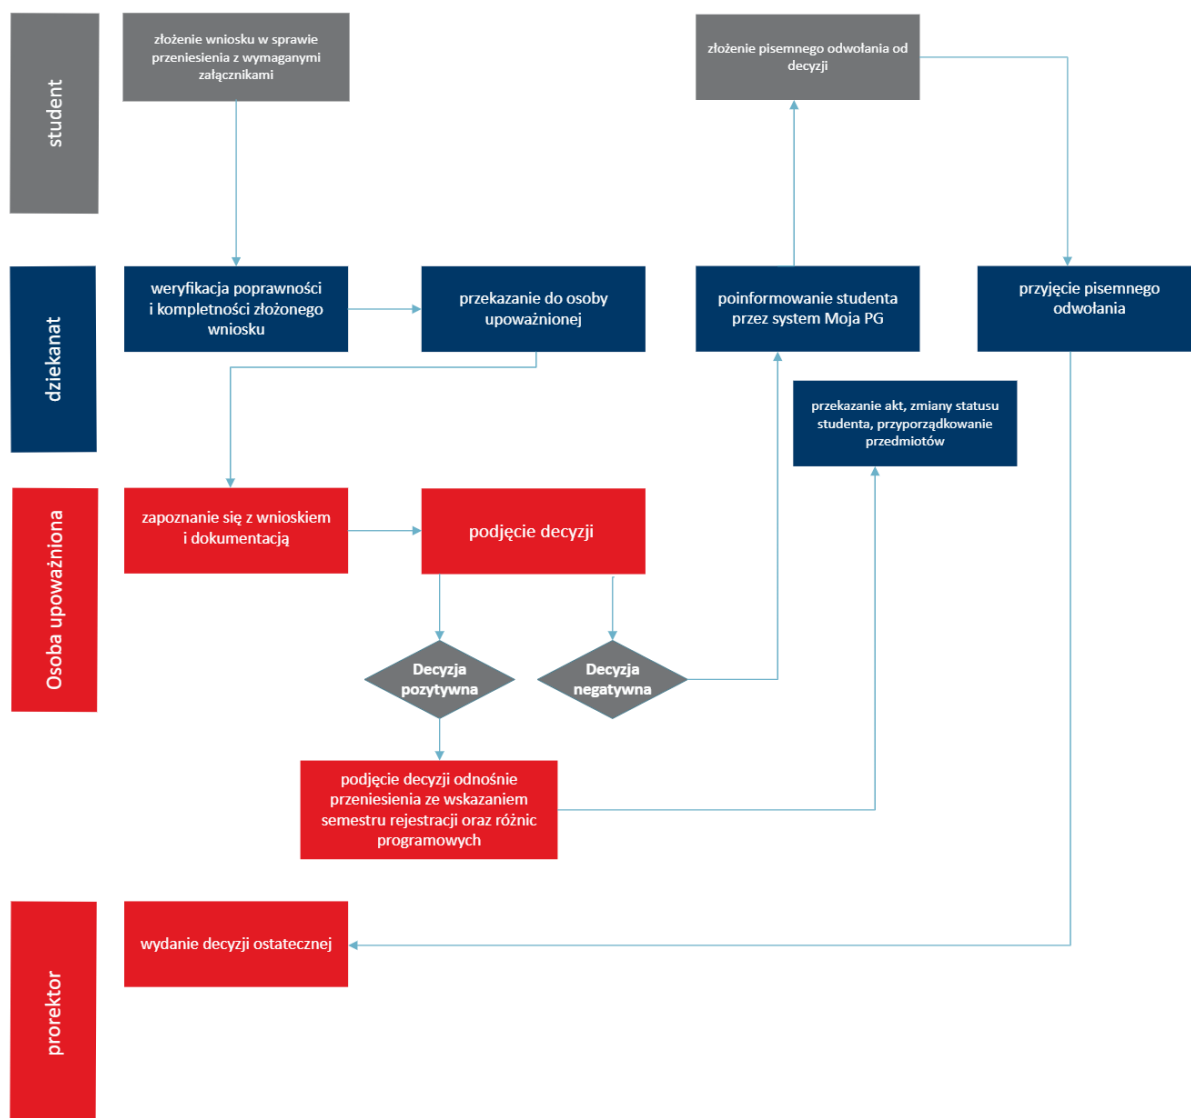 student
złożenie wniosku w sprawie
przeniesienia z wymaganymi
załącznikami
złożenie pisemnego odwołania od
decyzji
dziekanat
weryfikacja poprawności
i kompletności złożonego
wniosku
przekazanie do osoby
upoważnionej
poinformowanie studenta
przez system Moja PG
przyjęcie pisemnego
odwołania
przekazanie akt, zmiany statusu
studenta, przyporządkowanie
przedmiotów
Osoba upoważniona
zapoznanie się z wnioskiem
i dokumentacją
podjęcie decyzji
Decyzja
pozytywna
Decyzja
negatywna
podjęcie decyzji odnośnie
przeniesienia ze wskazaniem
semestru rejestracji oraz różnic
programowych
prorektor
wydanie decyzji ostatecznej